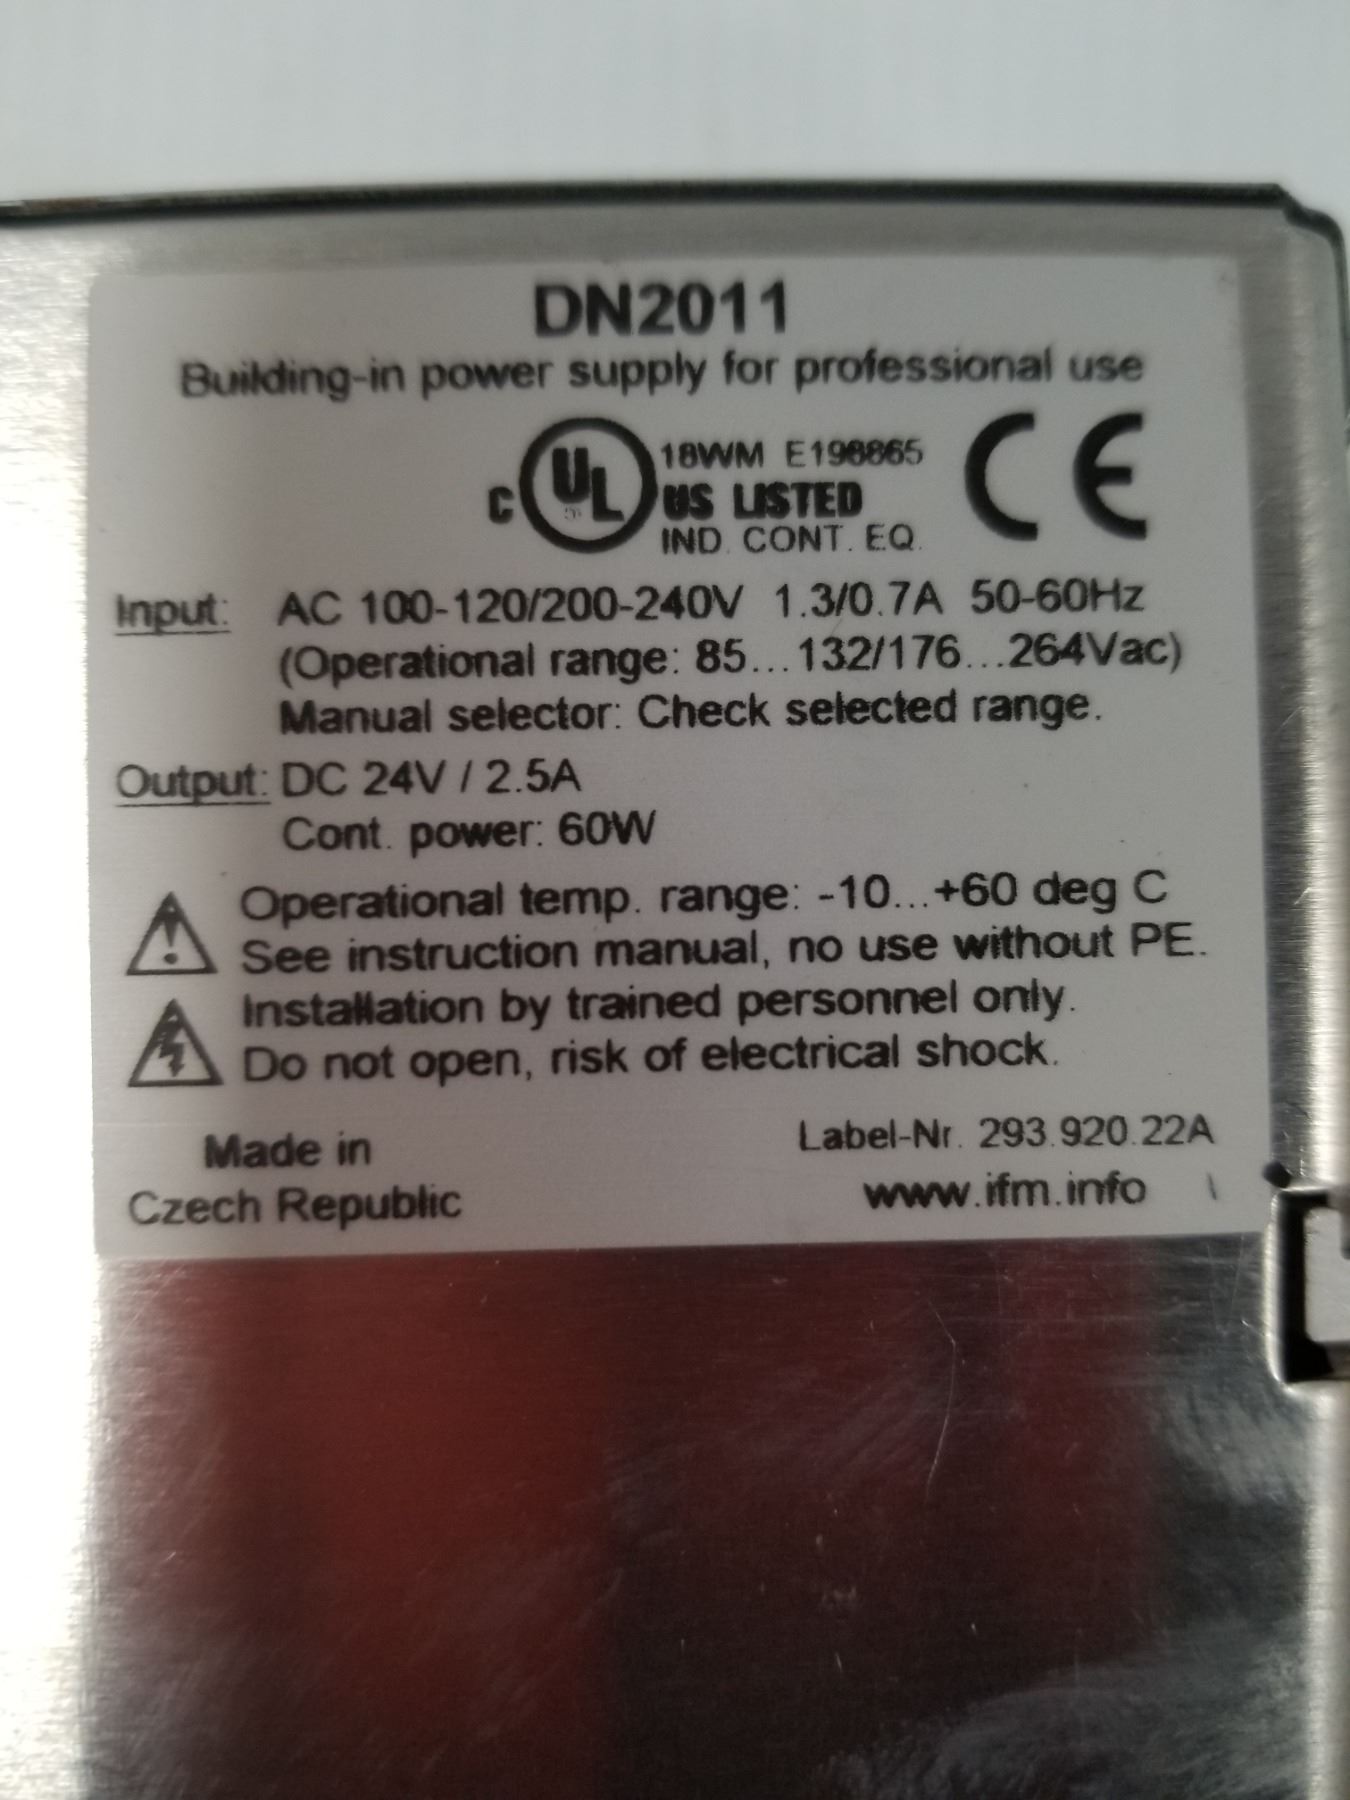 DN2011
Building-in power supply for professional use
C UL US LISTED 18WM E198865 CE
IND. CONT. EQ.
Input: AC 100-120/200-240V 1.3/0.7A 50-60Hz
(Operational range: 85...132/176...264Vac)
Manual selector: Check selected range.
Output: DC 24V / 2.5A
Cont. power: 60W
Operational temp. range: -10...+60 deg C
See instruction manual, no use without PE.
Installation by trained personnel only.
Do not open, risk of electrical shock.
Made in
Czech Republic
Label-Nr. 293.920.22A
www.ifm.info